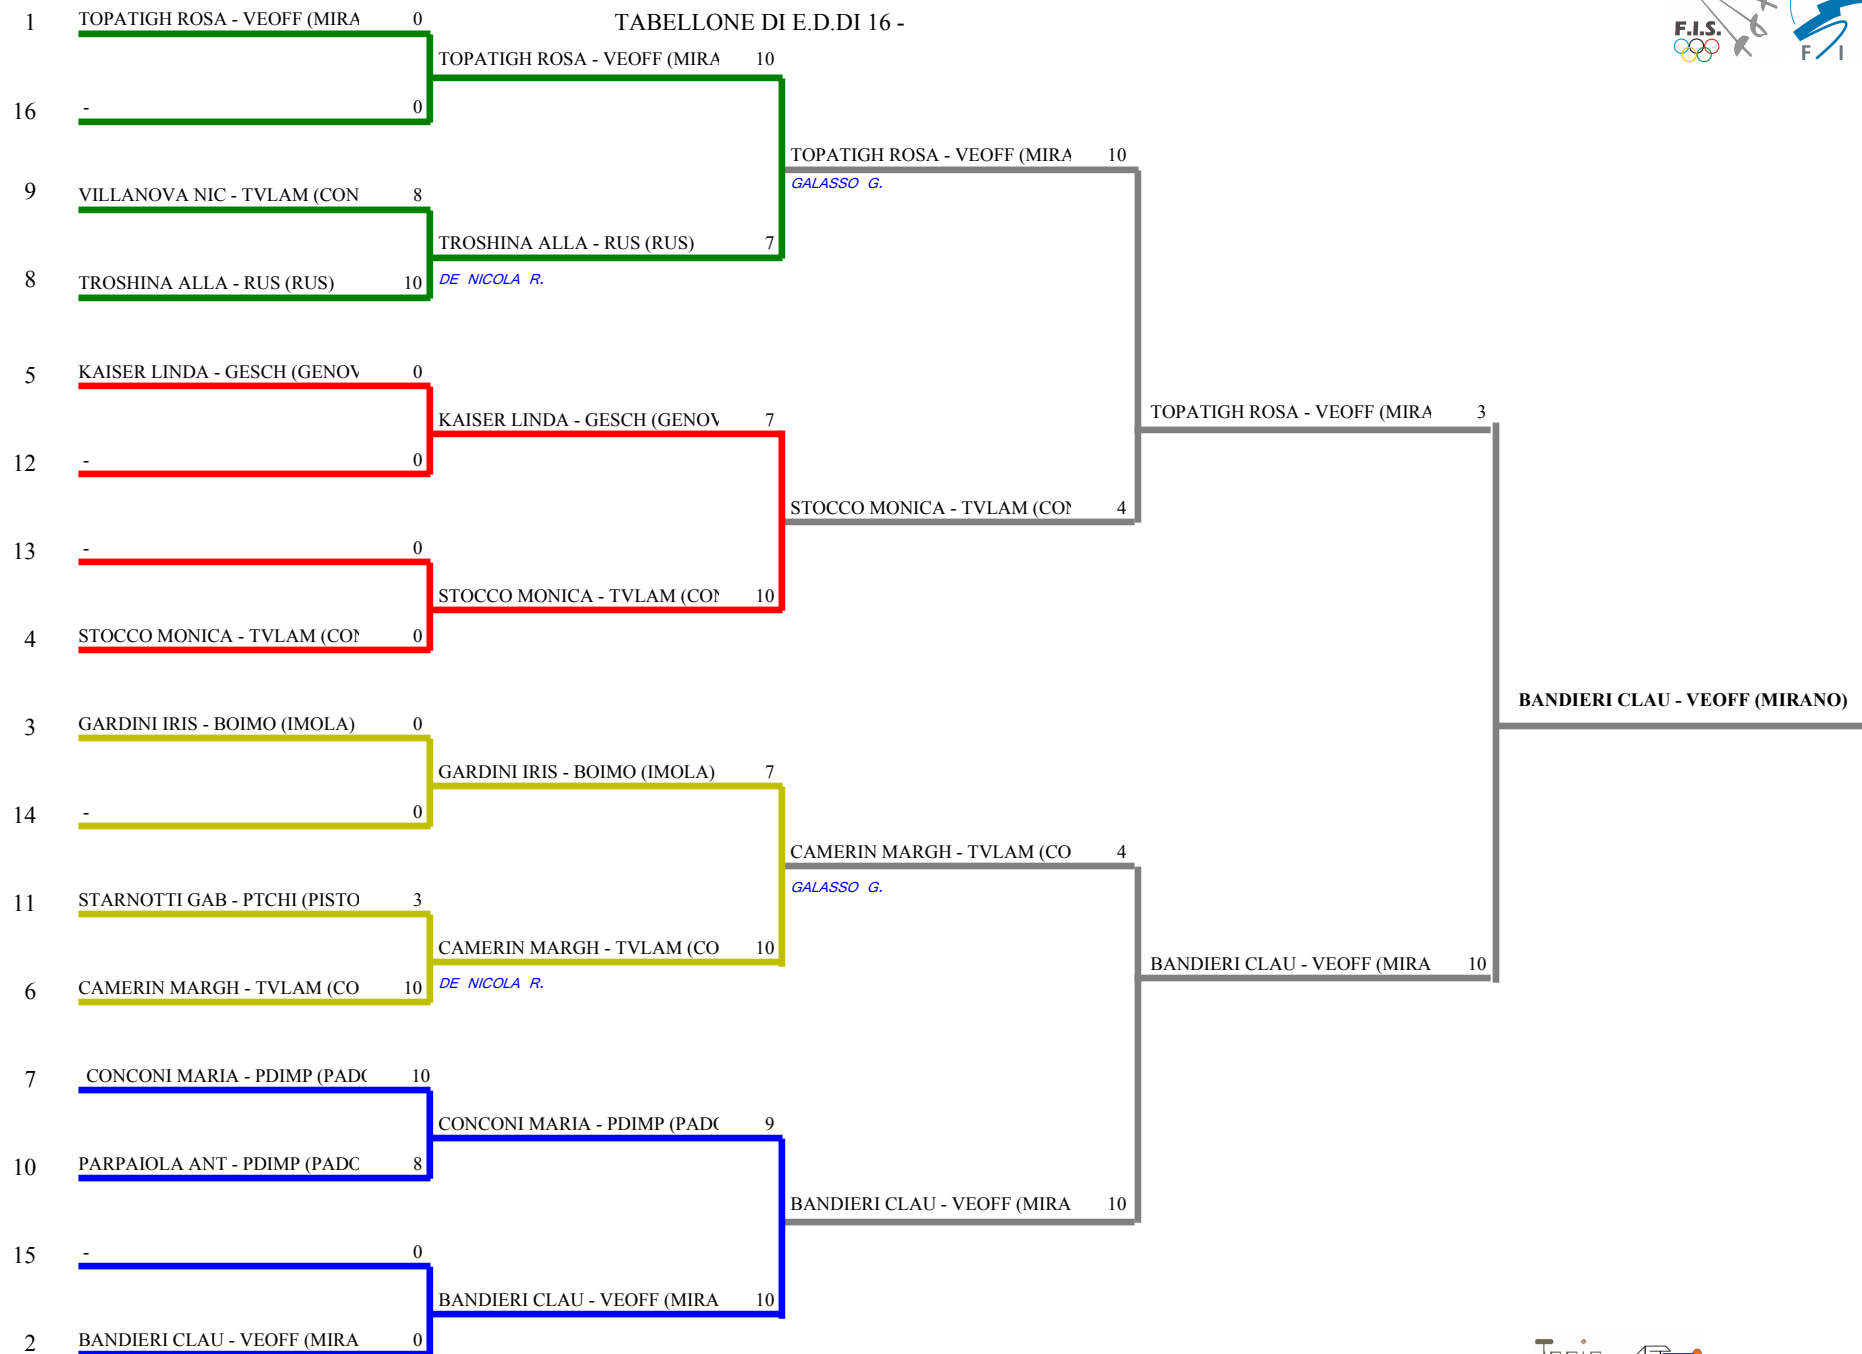 TABELLONE DI E.D.DI 16 -
F.I.S.
F I
1 TOPATIGH ROSA - VEOFF (MIRA 0
TOPATIGH ROSA - VEOFF (MIRA 10
16 - 0
TOPATIGH ROSA - VEOFF (MIRA 10
GALASSO G.
9 VILLANOVA NIC - TVLAM (CON 8
TROSHINA ALLA - RUS (RUS) 7
DE NICOLA R.
8 TROSHINA ALLA - RUS (RUS) 10
5 KAISER LINDA - GESCH (GENOV 0
KAISER LINDA - GESCH (GENOV 7
TOPATIGH ROSA - VEOFF (MIRA 3
12 - 0
STOCCO MONICA - TVLAM (CON 4
13 - 0
STOCCO MONICA - TVLAM (CON 10
4 STOCCO MONICA - TVLAM (CON 0
BANDIERI CLAU - VEOFF (MIRANO)
3 GARDINI IRIS - BOIMO (IMOLA) 0
GARDINI IRIS - BOIMO (IMOLA) 7
14 - 0
CAMERIN MARGH - TVLAM (CO 4
GALASSO G.
11 STARNOTTI GAB - PTCHI (PISTO 3
CAMERIN MARGH - TVLAM (CO 10
DE NICOLA R.
BANDIERI CLAU - VEOFF (MIRA 10
6 CAMERIN MARGH - TVLAM (CO 10
7 CONCONI MARIA - PDIMP (PADO 10
CONCONI MARIA - PDIMP (PADO 9
10 PARPAIOLA ANT - PDIMP (PADO 8
BANDIERI CLAU - VEOFF (MIRA 10
15 - 0
BANDIERI CLAU - VEOFF (MIRA 10
2 BANDIERI CLAU - VEOFF (MIRA 0